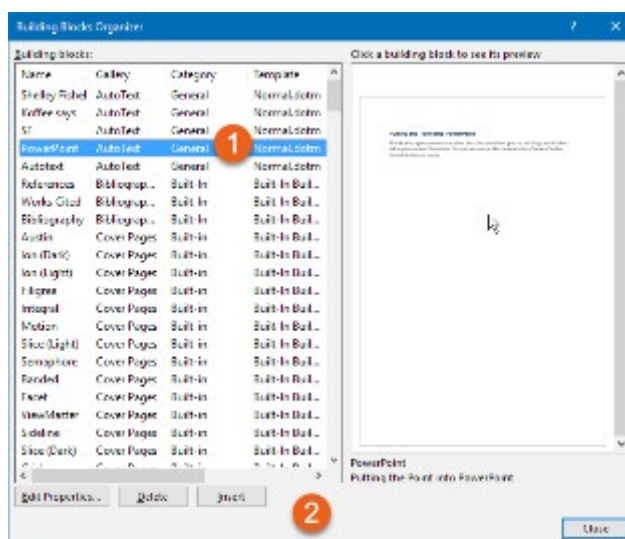 Building Blocks Organizer ? ×
Building blocks:
Click a building block to see its preview
Name Gallery Category Template
Shelley Fishel AutoText General Normal.dotm
Koffee says AutoText General Normal.dotm
ST AutoText General Normal.dotm
PowerPoint AutoText General 1 Normal.dotm
Autotext AutoText General Normal.dotm
References Bibliograp... Built-In Built-In Buil...
Works Cited Bibliograp... Built-In Built-In Buil...
Bibliography Bibliograp... Built-In Built-In Buil...
Austin Cover Pages Built-in Built-In Buil...
Ion (Dark) Cover Pages Built-in Built-In Buil...
Ion (Light) Cover Pages Built-in Built-In Buil...
Filigree Cover Pages Built-in Built-In Buil...
Integral Cover Pages Built-in Built-In Buil...
Motion Cover Pages Built-in Built-In Buil...
Slice (Light) Cover Pages Built-in Built-In Buil...
Semaphore Cover Pages Built-in Built-In Buil...
Banded Cover Pages Built-in Built-In Buil...
Facet Cover Pages Built-in Built-In Buil...
ViewMaster Cover Pages Built-in Built-In Buil...
Sideline Cover Pages Built-in Built-In Buil...
Slice (Dark) Cover Pages Built-in Built-In Buil...
PowerPoint
Putting the Point into PowerPoint
Edit Properties... Delete Insert 2
Close